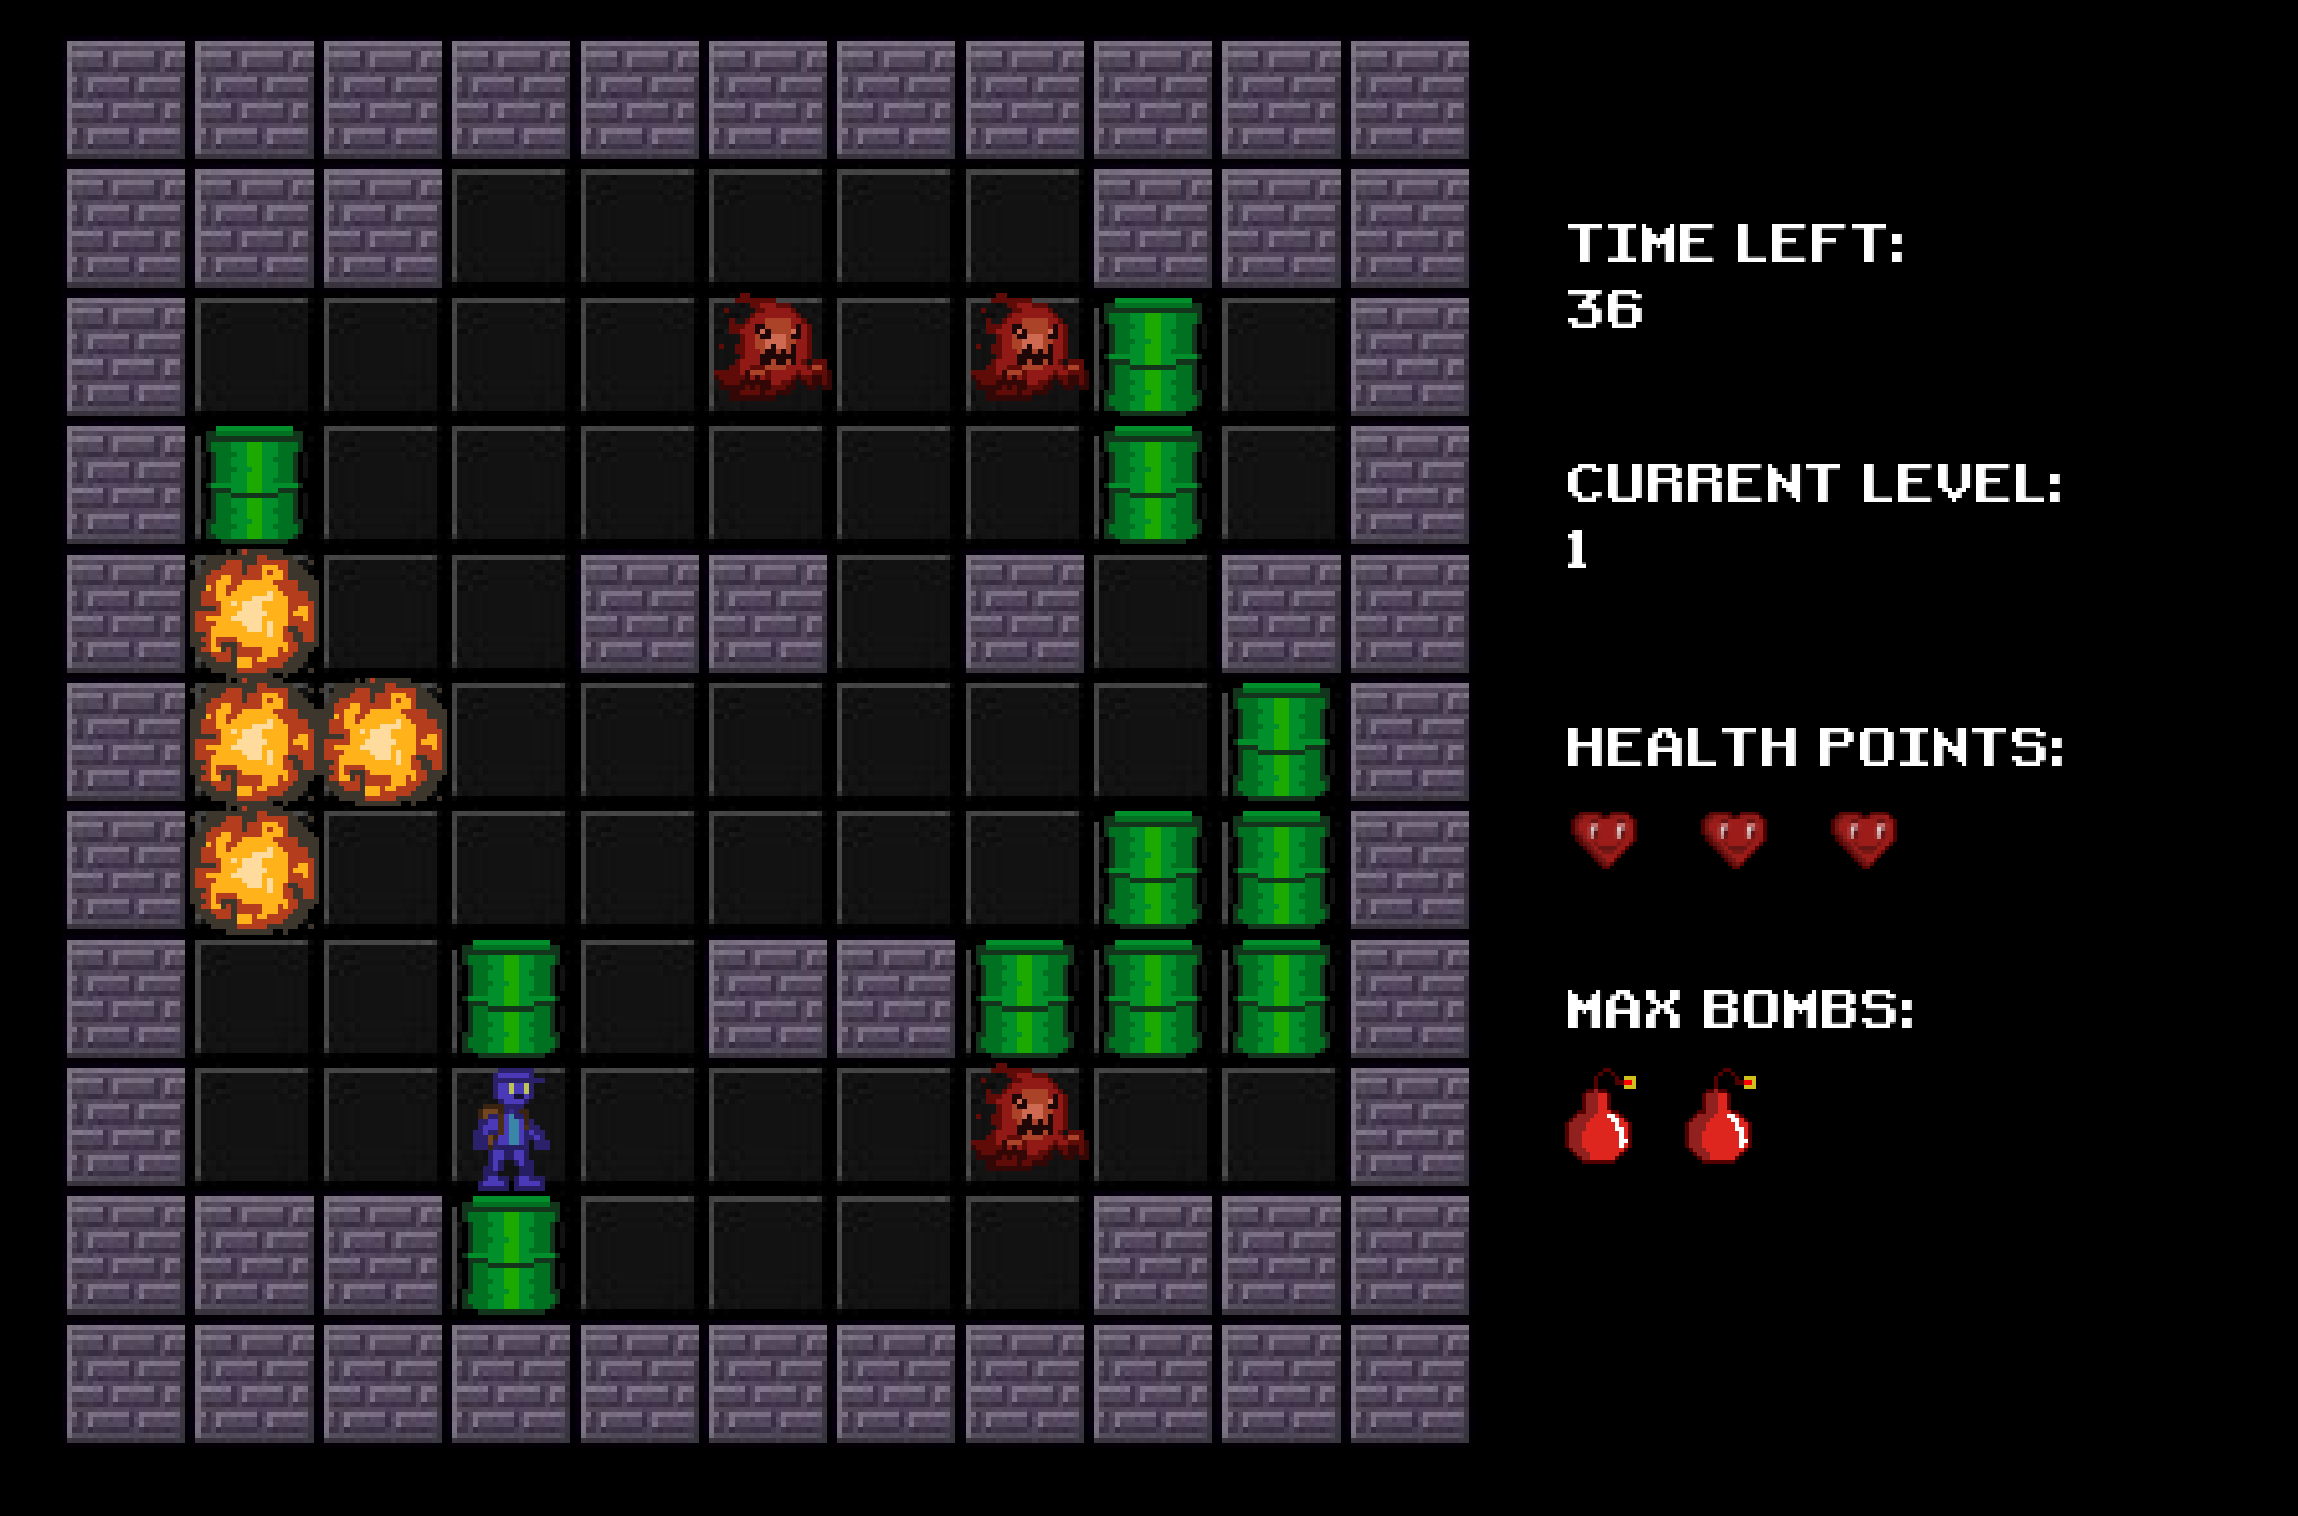 TIME LEFT:
36
CURRENT LEVEL:
1
HEALTH POINTS:
MAX BOMBS: